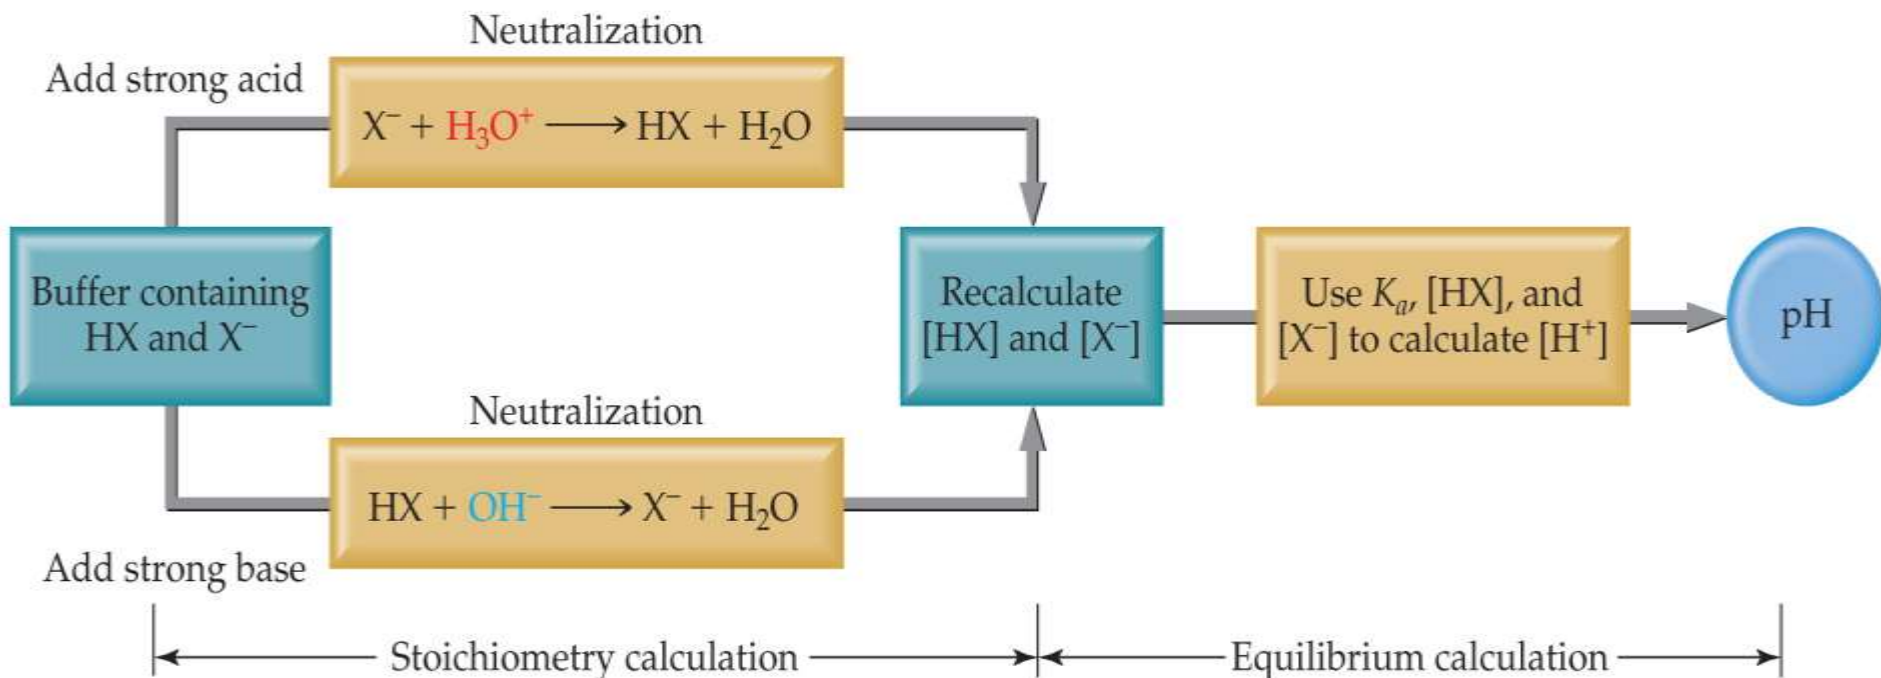 Neutralization
Add strong acid
X⁻ + H₃O⁺ ⟶ HX + H₂O
Buffer containing
HX and X⁻
Neutralization
HX + OH⁻ ⟶ X⁻ + H₂O
Add strong base
Recalculate
[HX] and [X⁻]
Use Kₐ, [HX], and
[X⁻] to calculate [H⁺]
pH
Stoichiometry calculation
Equilibrium calculation